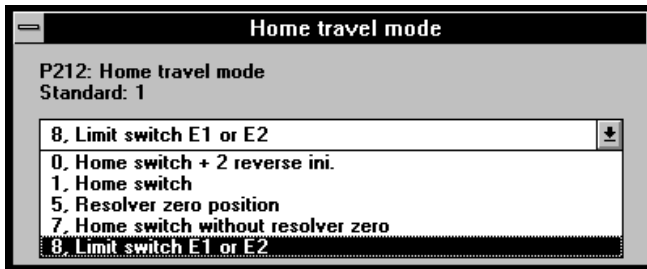 Home travel mode
P212: Home travel mode
Standard: 1
8, Limit switch E1 or E2
0, Home switch + 2 reverse ini.
1, Home switch
5, Resolver zero position
7, Home switch without resolver zero
8, Limit switch E1 or E2